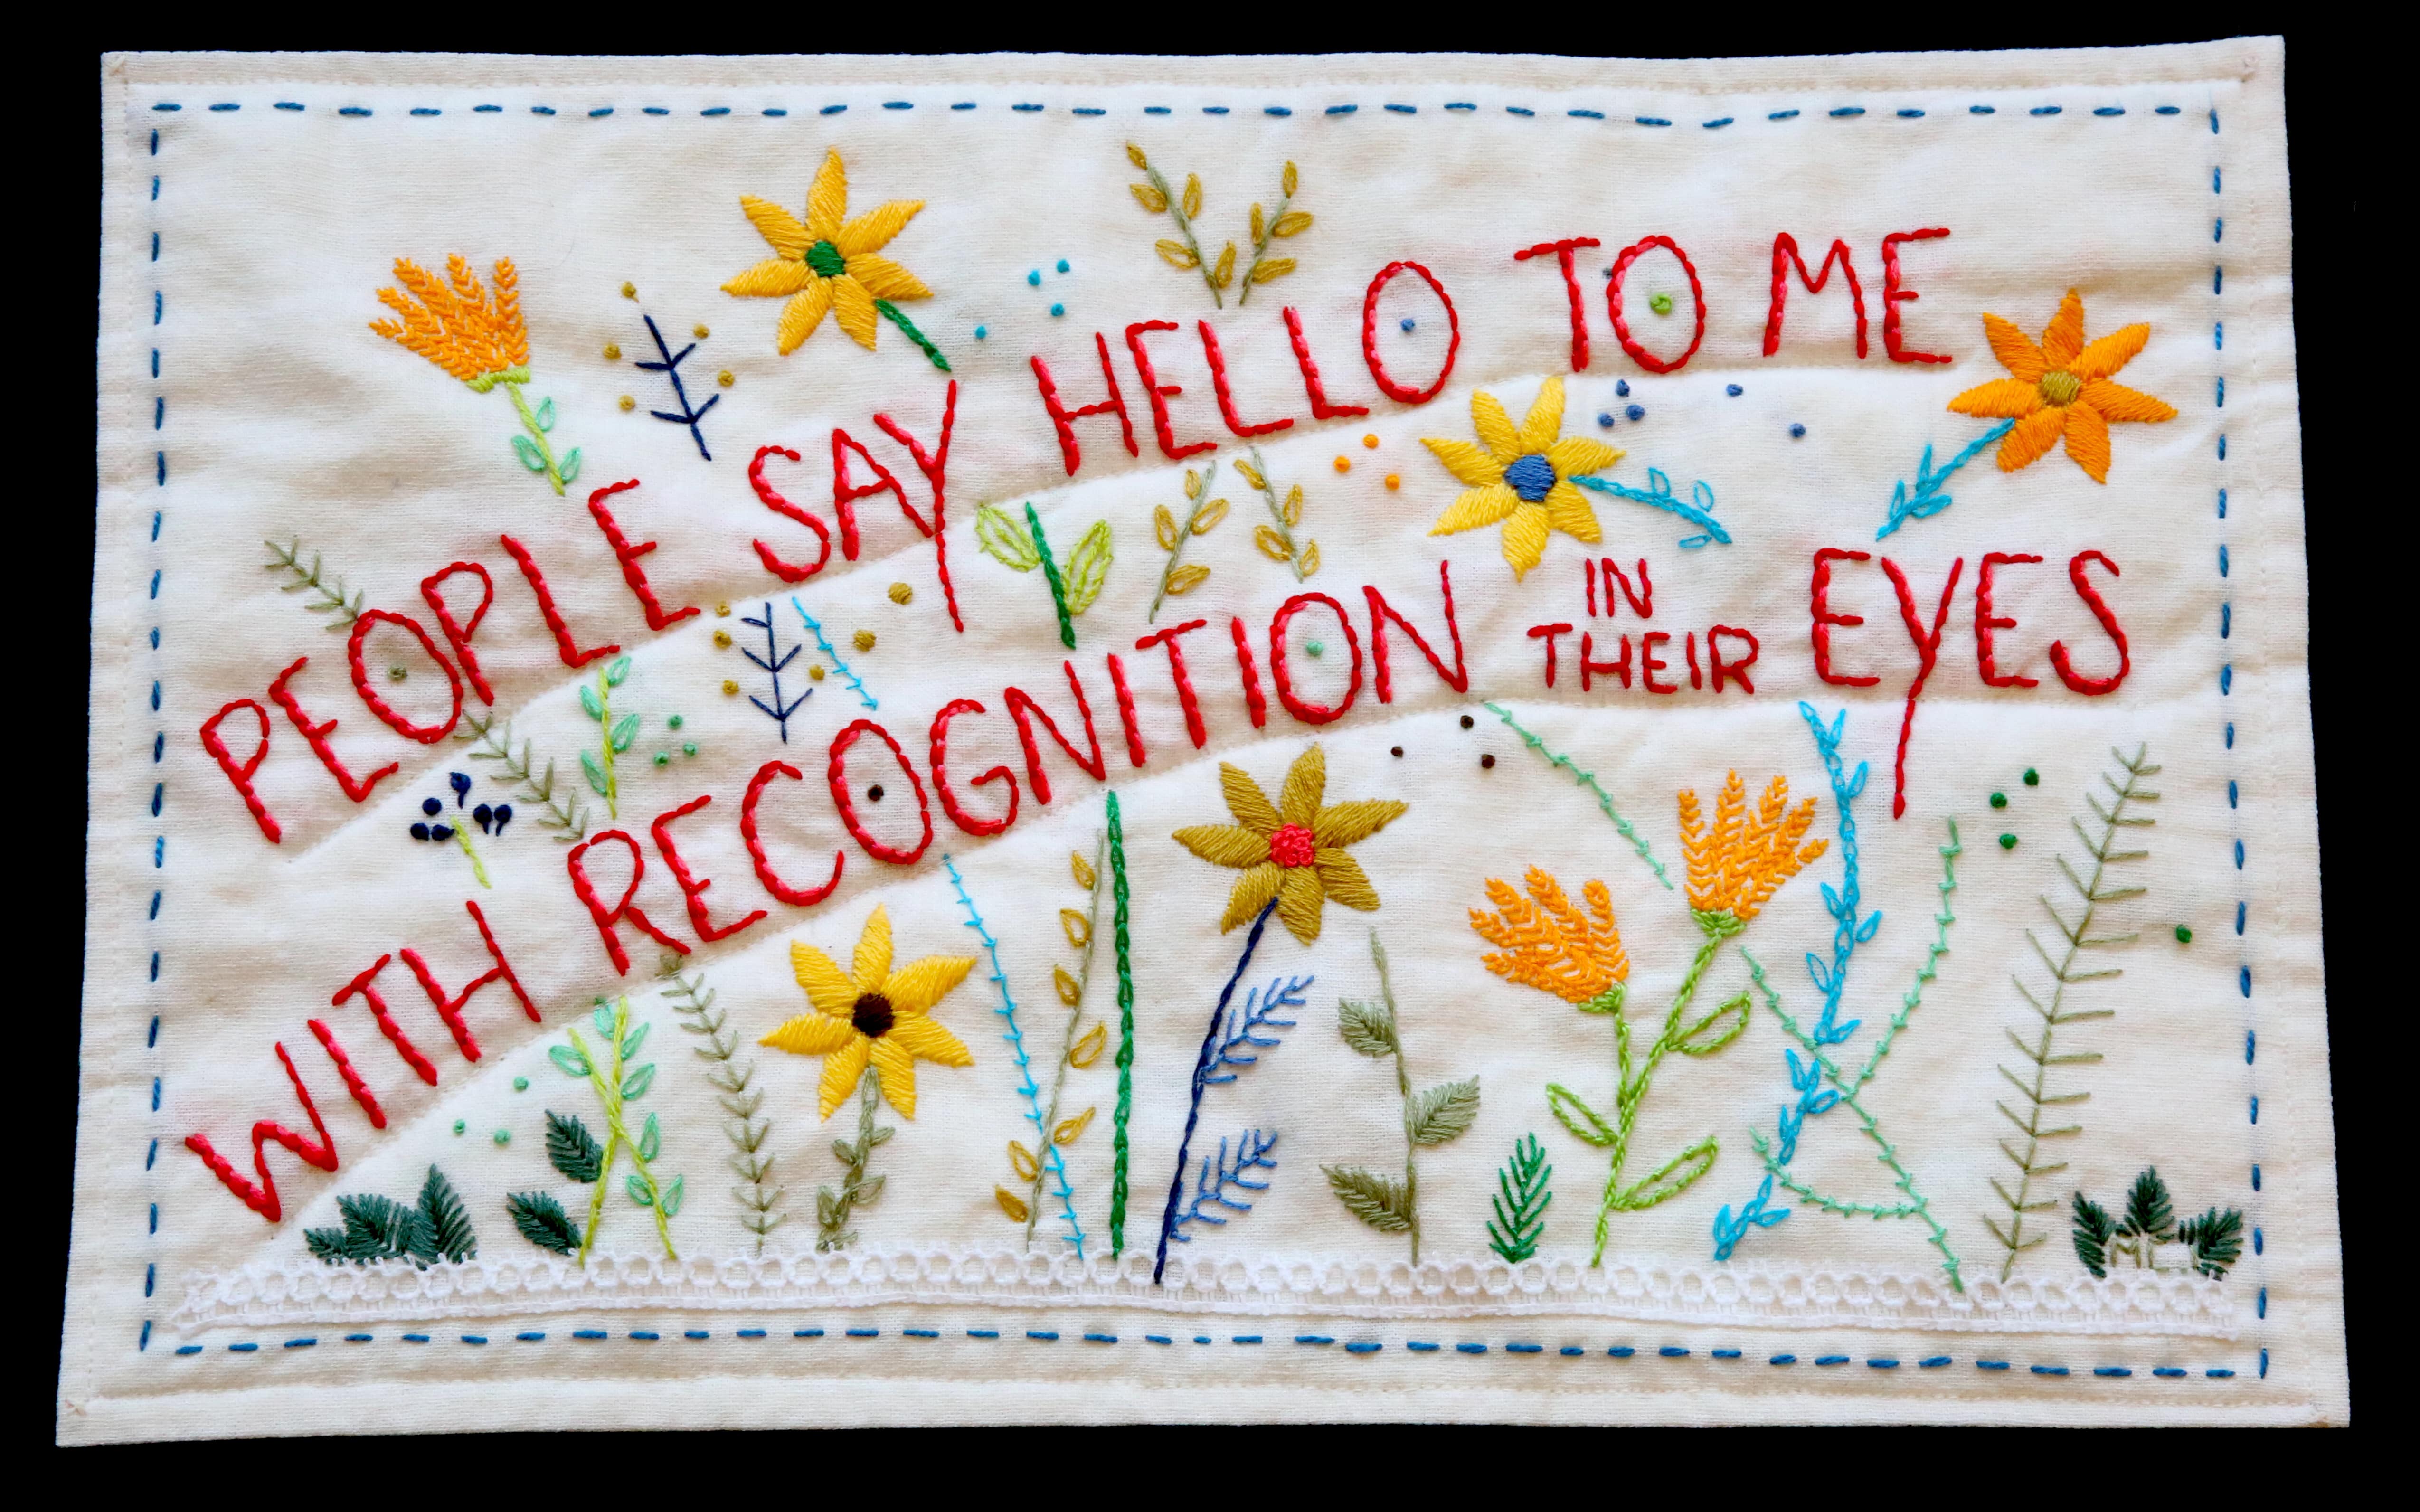 PEOPLE SAY HELLO TO ME
WITH RECOGNITION IN THEIR EYES